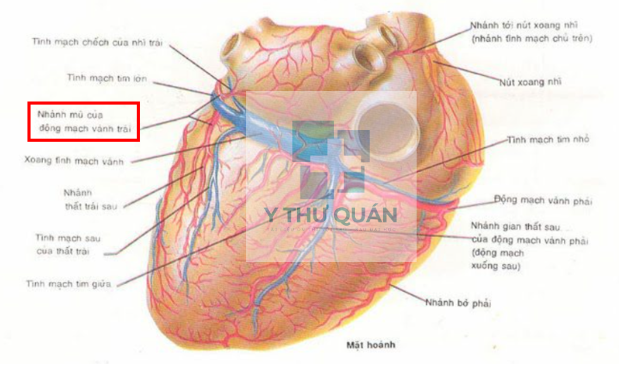 Tĩnh mạch chếch của nhĩ trái
Tĩnh mạch tim lớn
Nhánh mũ của
động mạch vành trái
Xoang tĩnh mạch vành
Nhánh
thất trái sau
Tĩnh mạch sau
của thất trái
Tĩnh mạch tim giữa
Nhánh tới nút xoang nhĩ
(nhánh tĩnh mạch chủ trên)
Nút xoang nhĩ
Tĩnh mạch tim nhỏ
Động mạch vành phải
Nhánh gian thất sau
của động mạch vành phải
(động mạch
xuống sau)
Nhánh bờ phải
Mặt hoành
Y THƯ QUÁN